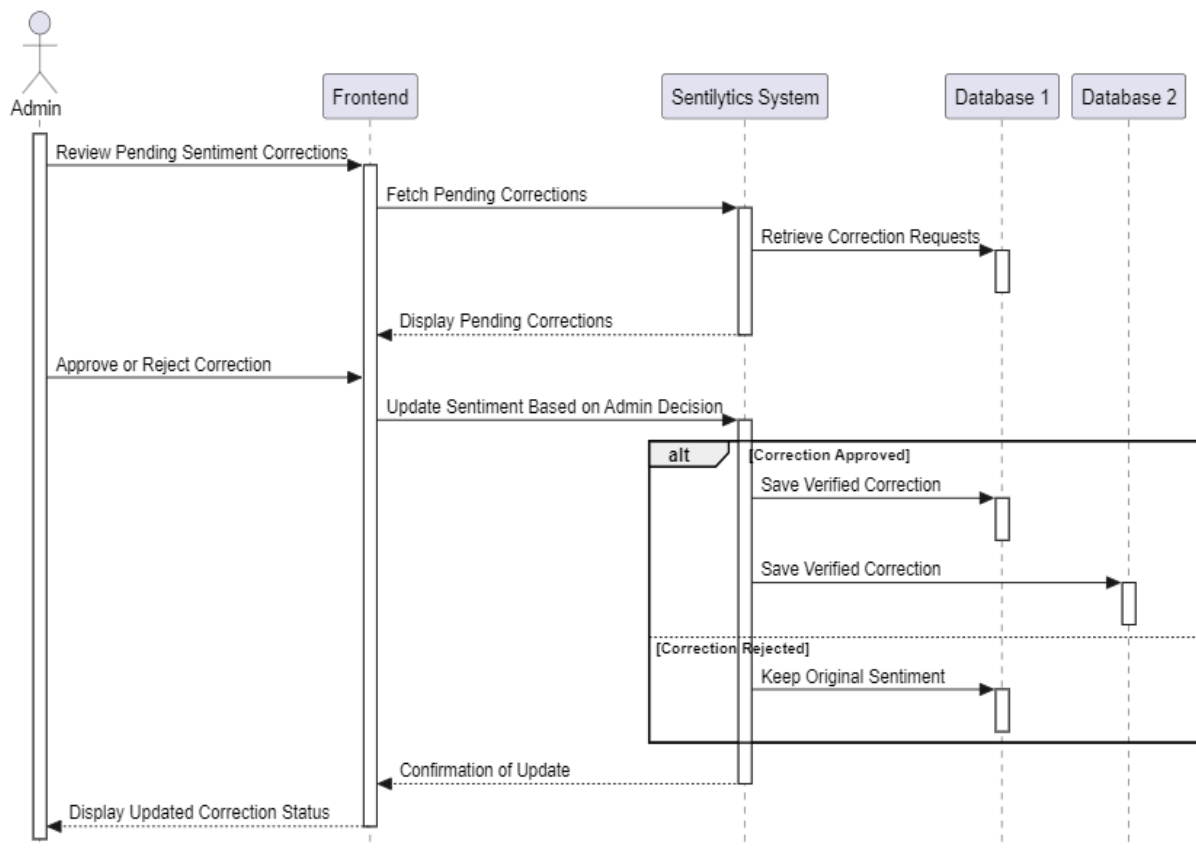 Admin
Frontend
Sentilytics System
Database 1
Database 2
Review Pending Sentiment Corrections
Fetch Pending Corrections
Retrieve Correction Requests
Display Pending Corrections
Approve or Reject Correction
Update Sentiment Based on Admin Decision
alt
[Correction Approved]
Save Verified Correction
Save Verified Correction
[Correction Rejected]
Keep Original Sentiment
Confirmation of Update
Display Updated Correction Status